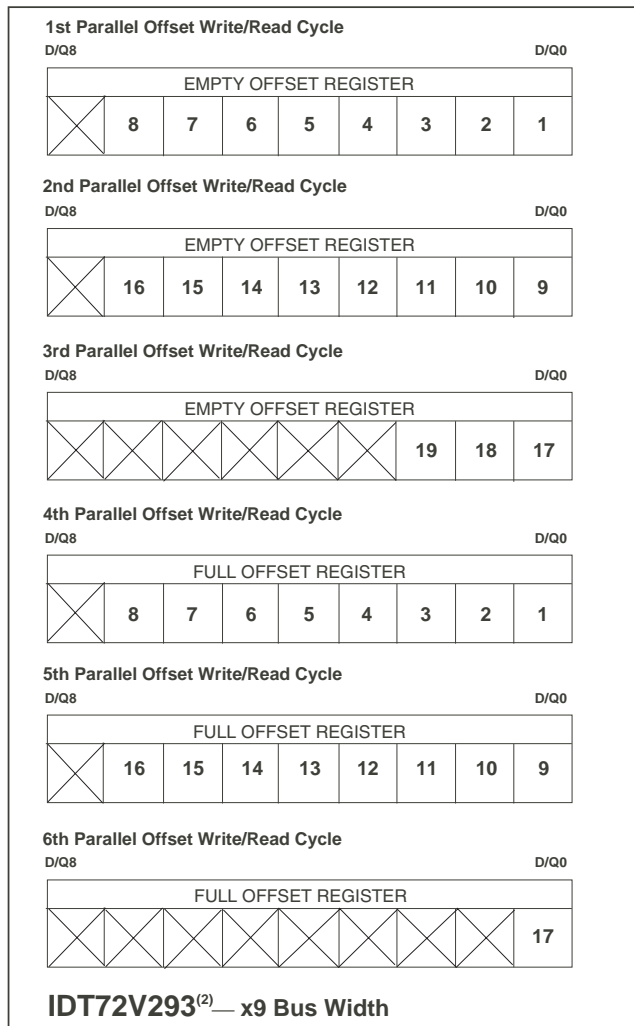 1st Parallel Offset Write/Read Cycle
D/Q8 D/Q0
EMPTY OFFSET REGISTER
8 7 6 5 4 3 2 1
2nd Parallel Offset Write/Read Cycle
D/Q8 D/Q0
EMPTY OFFSET REGISTER
16 15 14 13 12 11 10 9
3rd Parallel Offset Write/Read Cycle
D/Q8 D/Q0
EMPTY OFFSET REGISTER
19 18 17
4th Parallel Offset Write/Read Cycle
D/Q8 D/Q0
FULL OFFSET REGISTER
8 7 6 5 4 3 2 1
5th Parallel Offset Write/Read Cycle
D/Q8 D/Q0
FULL OFFSET REGISTER
16 15 14 13 12 11 10 9
6th Parallel Offset Write/Read Cycle
D/Q8 D/Q0
FULL OFFSET REGISTER
17
IDT72V293(2)— x9 Bus Width